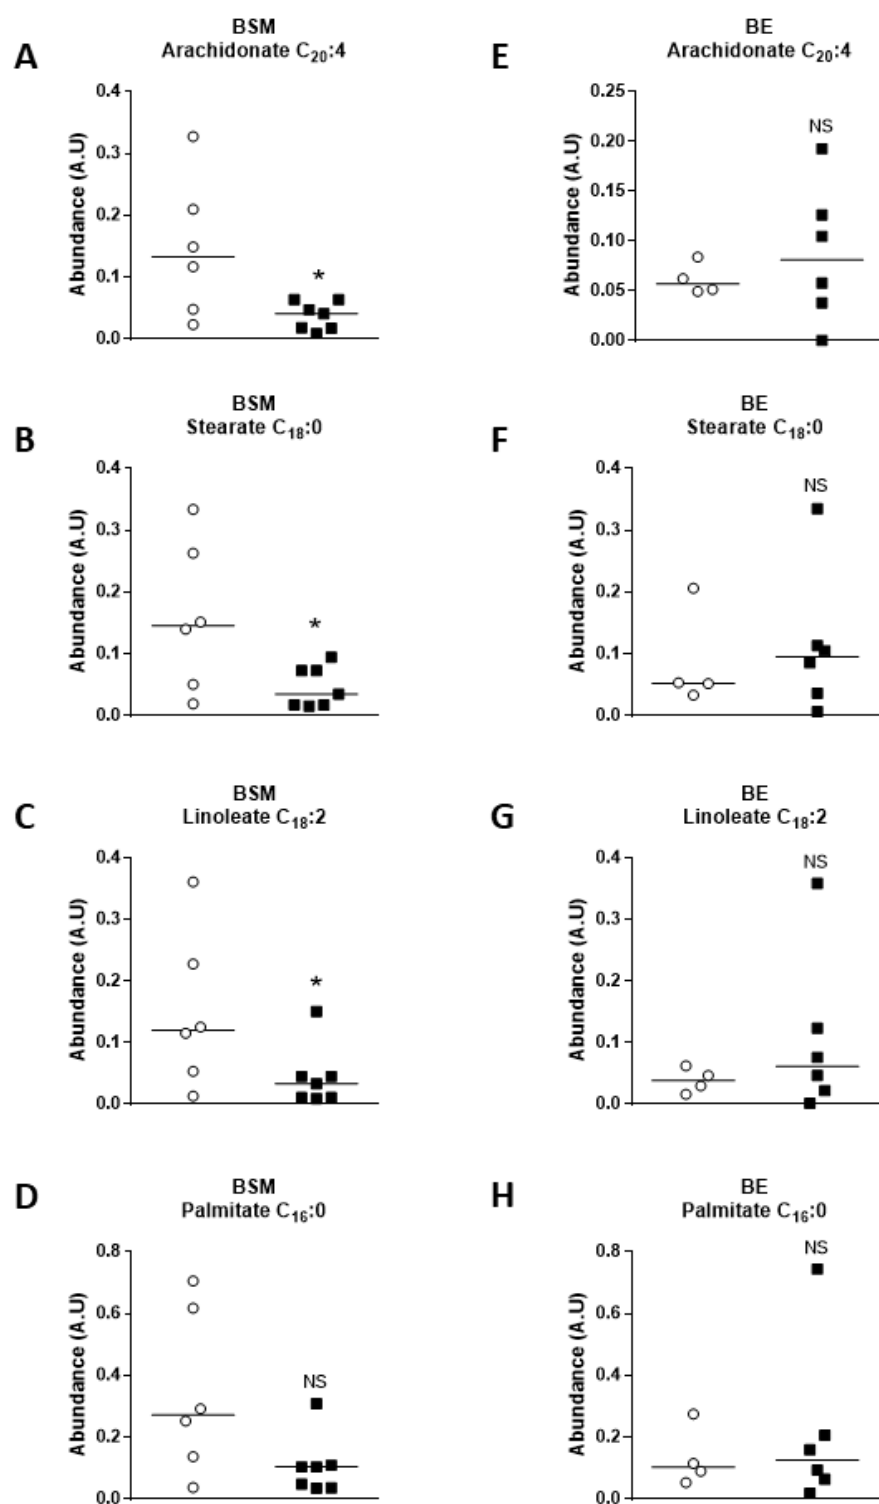 A
BSM
Arachidonate C₂₀:4
Abundance (A.U)
0.4
0.3
0.2
0.1
0.0
*
E
BE
Arachidonate C₂₀:4
Abundance (A.U)
0.25
0.20
0.15
0.10
0.05
0.00
NS
B
BSM
Stearate C₁₈:0
Abundance (A.U)
0.4
0.3
0.2
0.1
0.0
*
F
BE
Stearate C₁₈:0
Abundance (A.U)
0.4
0.3
0.2
0.1
0.0
NS
C
BSM
Linoleate C₁₈:2
Abundance (A.U)
0.4
0.3
0.2
0.1
0.0
*
G
BE
Linoleate C₁₈:2
Abundance (A.U)
0.4
0.3
0.2
0.1
0.0
NS
D
BSM
Palmitate C₁₆:0
Abundance (A.U)
0.8
0.6
0.4
0.2
0.0
NS
H
BE
Palmitate C₁₆:0
Abundance (A.U)
0.8
0.6
0.4
0.2
0.0
NS